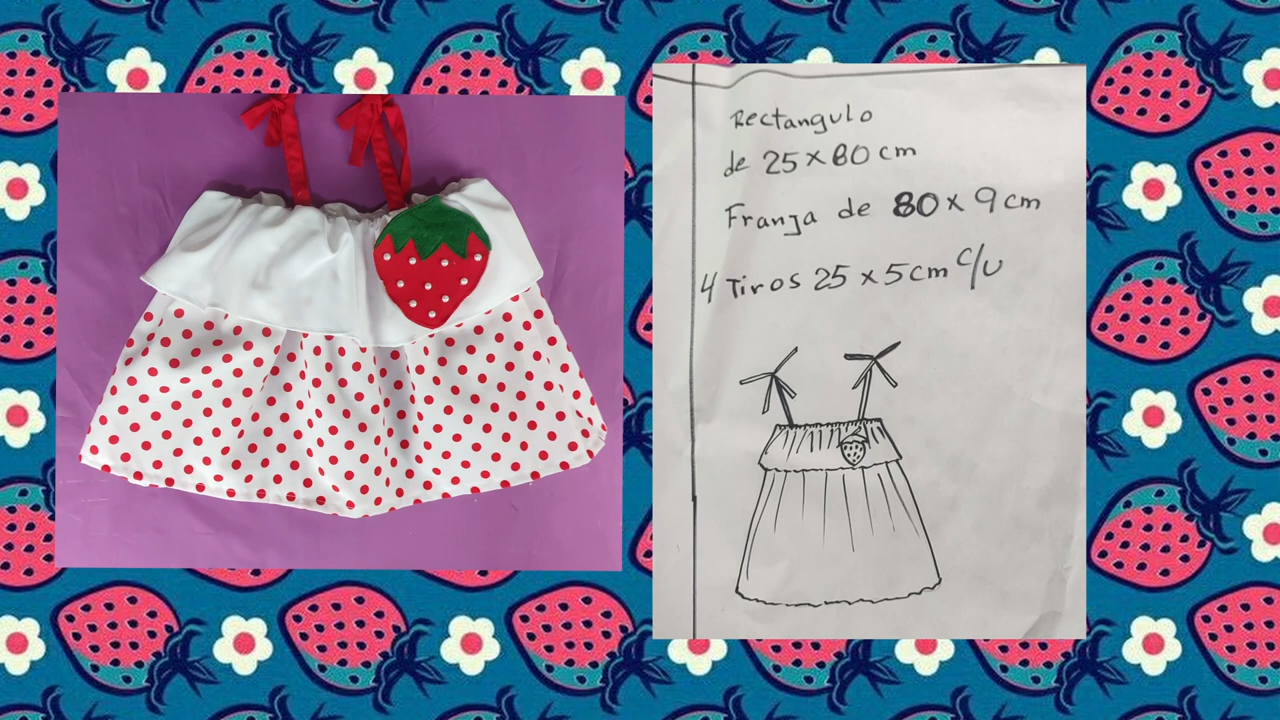 Rectangulo
de 25 x 80 cm
Franja de 80 x 9 cm
4 Tiros 25 x 5 cm c/u